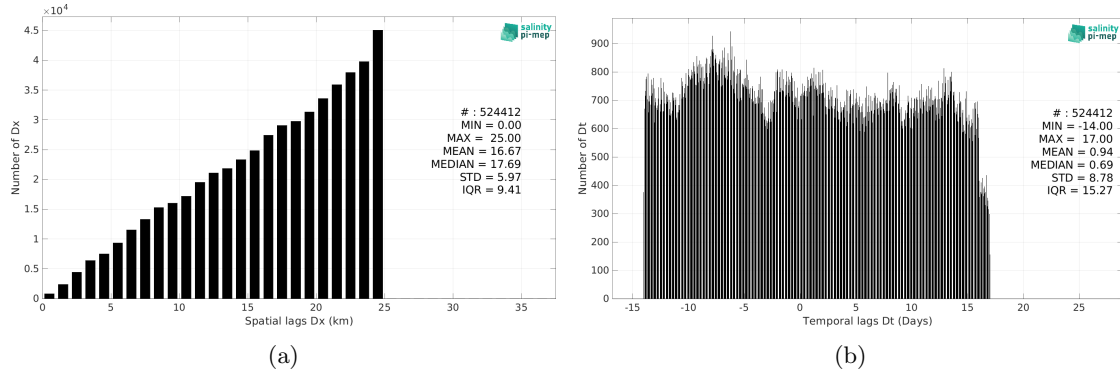 ×10⁴
4.5
4
3.5
3
2.5
2
1.5
1
0.5
0
Number of Dx
0 5 10 15 20 25 30 35
Spatial lags Dx (km)
salinity
pi-mep
# : 524412
MIN = 0.00
MAX = 25.00
MEAN = 16.67
MEDIAN = 17.69
STD = 5.97
IQR = 9.41
(a)
900
800
700
600
500
400
300
200
100
0
Number of Dt
-15 -10 -5 0 5 10 15 20 25
Temporal lags Dt (Days)
salinity
pi-mep
# : 524412
MIN = -14.00
MAX = 17.00
MEAN = 0.94
MEDIAN = 0.69
STD = 8.78
IQR = 15.27
(b)